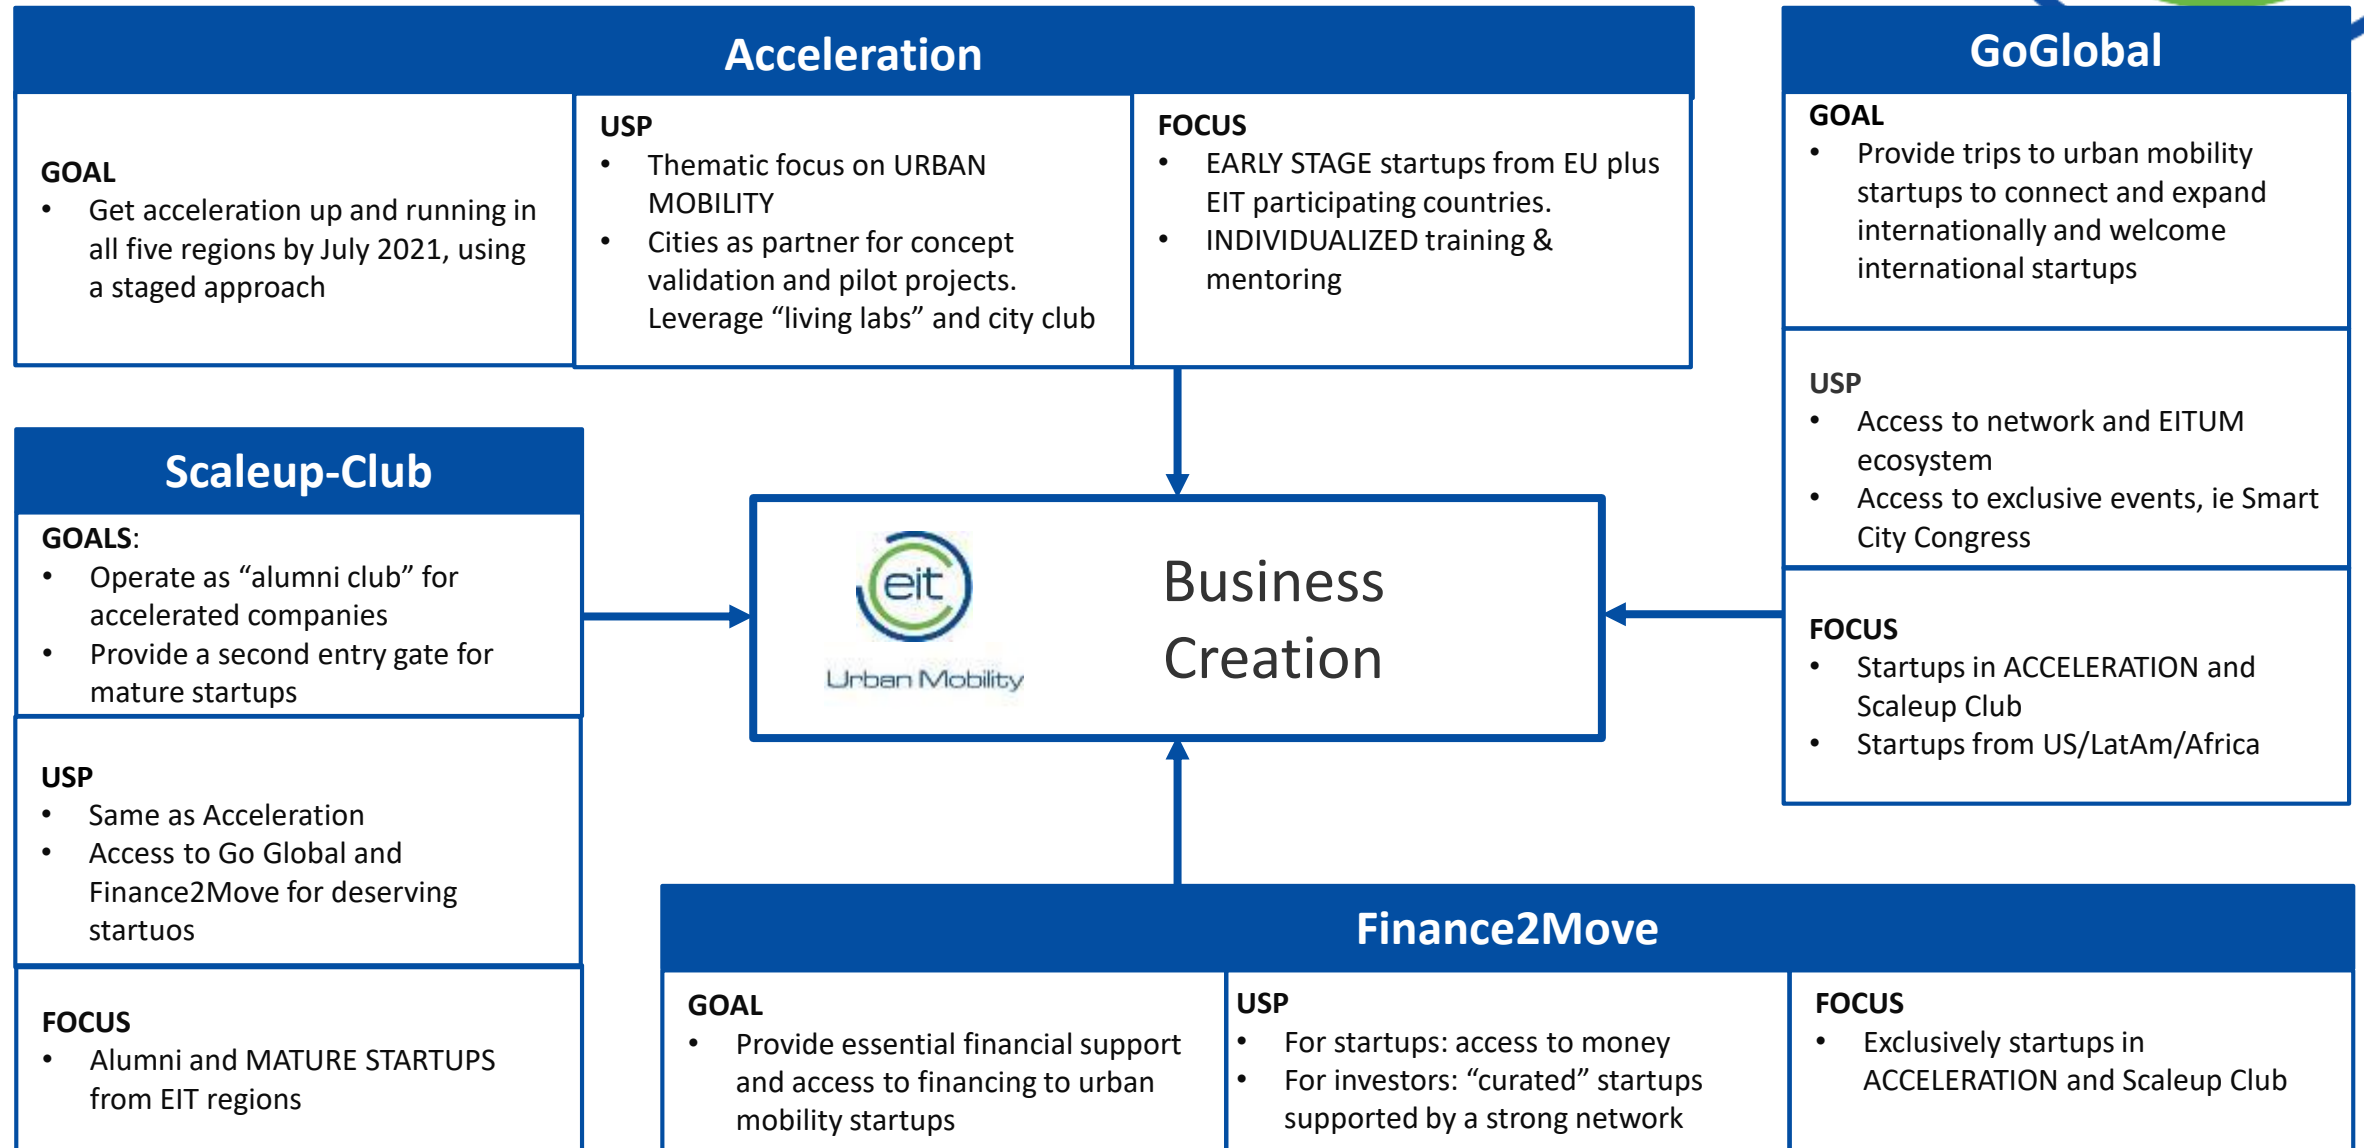 Acceleration
GOAL
• Get acceleration up and running in
all five regions by July 2021, using
a staged approach
USP
• Thematic focus on URBAN
MOBILITY
• Cities as partner for concept
validation and pilot projects.
Leverage “living labs” and city club
FOCUS
• EARLY STAGE startups from EU plus
EIT participating countries.
• INDIVIDUALIZED training &
mentoring
GoGlobal
GOAL
• Provide trips to urban mobility
startups to connect and expand
internationally and welcome
international startups
USP
• Access to network and EITUM
ecosystem
• Access to exclusive events, ie Smart
City Congress
FOCUS
• Startups in ACCELERATION and
Scaleup Club
• Startups from US/LatAm/Africa
Scaleup-Club
GOALS:
• Operate as “alumni club” for
accelerated companies
• Provide a second entry gate for
mature startups
USP
• Same as Acceleration
• Access to Go Global and
Finance2Move for deserving
startuos
FOCUS
• Alumni and MATURE STARTUPS
from EIT regions
eit
Urban Mobility
Business
Creation
Finance2Move
GOAL
• Provide essential financial support
and access to financing to urban
mobility startups
USP
• For startups: access to money
• For investors: “curated” startups
supported by a strong network
FOCUS
• Exclusively startups in
ACCELERATION and Scaleup Club